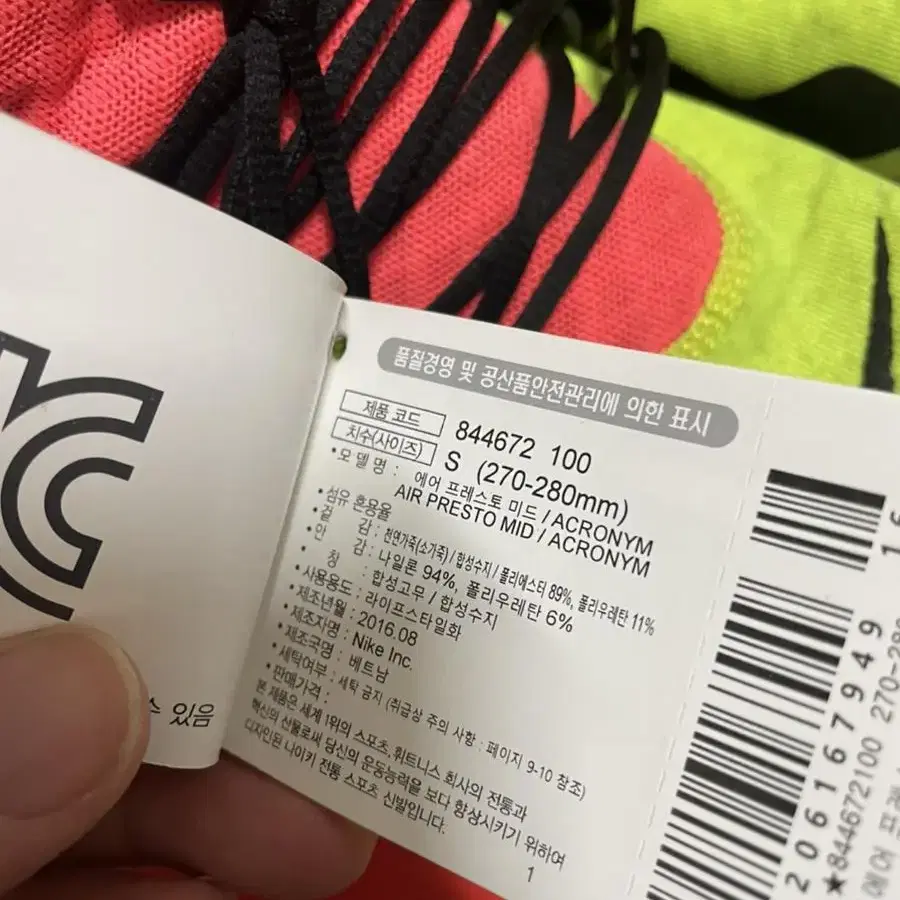 품질경영 및 공산품안전관리에 의한 표시
제품 코드 844672 100
치수(사이즈) S (270-280mm)
•모델명 : 에어 프레스토 미드 / ACRONYM
AIR PRESTO MID / ACRONYM
•섬유 혼용율
•겉 감 : 천연가죽(소가죽) / 합성수지 / 폴리에스터 89%, 폴리우레탄 11%
•안 감 : 나일론 94%, 폴리우레탄 6%
•창 : 합성고무 / 합성수지
•사용용도 : 라이프스타일화
•제조년월 : 2016.08
•제조자명 : Nike Inc.
•제조국명 : 베트남
•세탁여부 : 세탁 금지 (취급상 주의 사항 : 페이지 9-10 참조)
•판매가격 :
본 제품은 세계 1위의 스포츠, 휘트니스 회사의 전통과
혁신의 산물로써 당신의 운동능력을 보다 향상시키기 위하여
디자인된 나이키 전통 스포츠 신발입니다.
1
수 있음
206167949 16
★844672100 270-280
에어 프레스